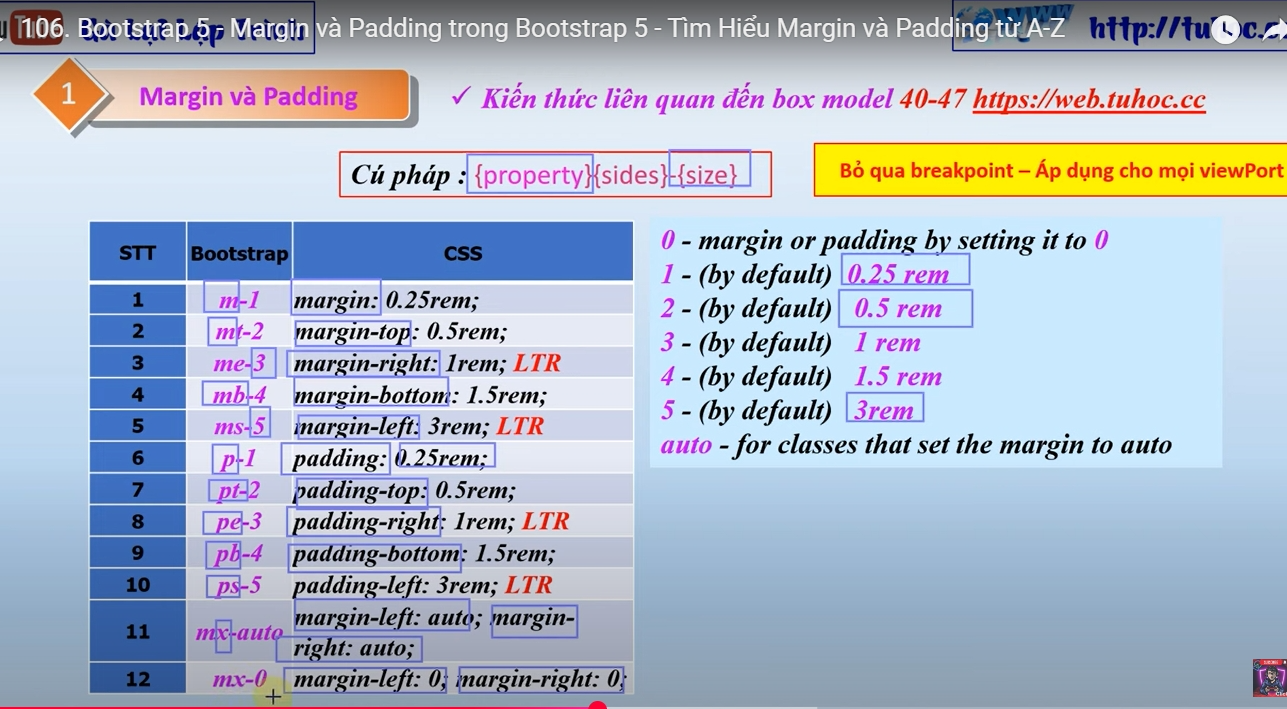 106. Bootstrap 5 - Margin và Padding trong Bootstrap 5 - Tìm Hiểu Margin và Padding từ A-Z
http://tu
1
Margin và Padding
✓ Kiến thức liên quan đến box model 40-47 https://web.tuhoc.cc
Cú pháp : {property}{sides}-{size}
Bỏ qua breakpoint – Áp dụng cho mọi viewPort
STT Bootstrap CSS
1 m-1 margin: 0.25rem;
2 mt-2 margin-top: 0.5rem;
3 me-3 margin-right: 1rem; LTR
4 mb-4 margin-bottom: 1.5rem;
5 ms-5 margin-left: 3rem; LTR
6 p-1 padding: 0.25rem;
7 pt-2 padding-top: 0.5rem;
8 pe-3 padding-right: 1rem; LTR
9 pb-4 padding-bottom: 1.5rem;
10 ps-5 padding-left: 3rem; LTR
11 mx-auto margin-left: auto; margin-
right: auto;
12 mx-0 margin-left: 0; margin-right: 0;
0 - margin or padding by setting it to 0
1 - (by default) 0.25 rem
2 - (by default) 0.5 rem
3 - (by default) 1 rem
4 - (by default) 1.5 rem
5 - (by default) 3rem
auto - for classes that set the margin to auto